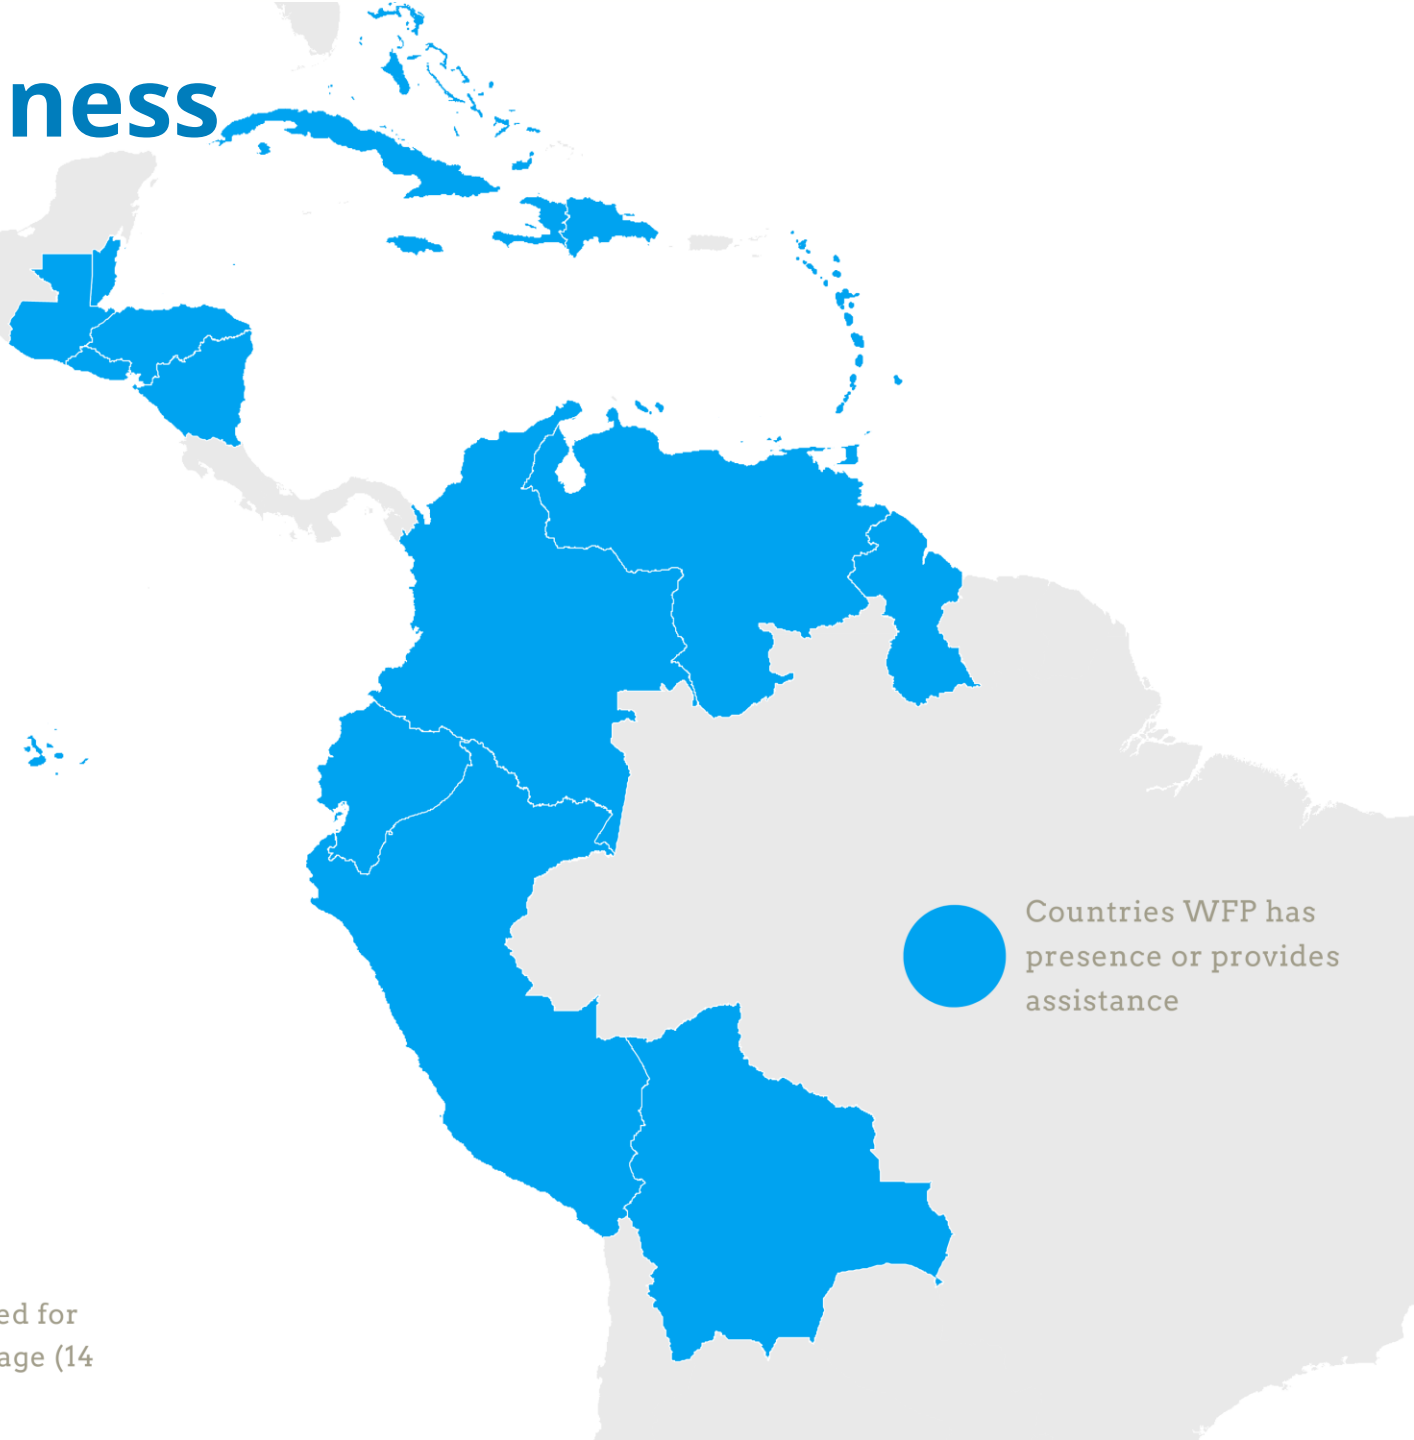 ness
Countries WFP has
presence or provides
assistance
ed for
age (14